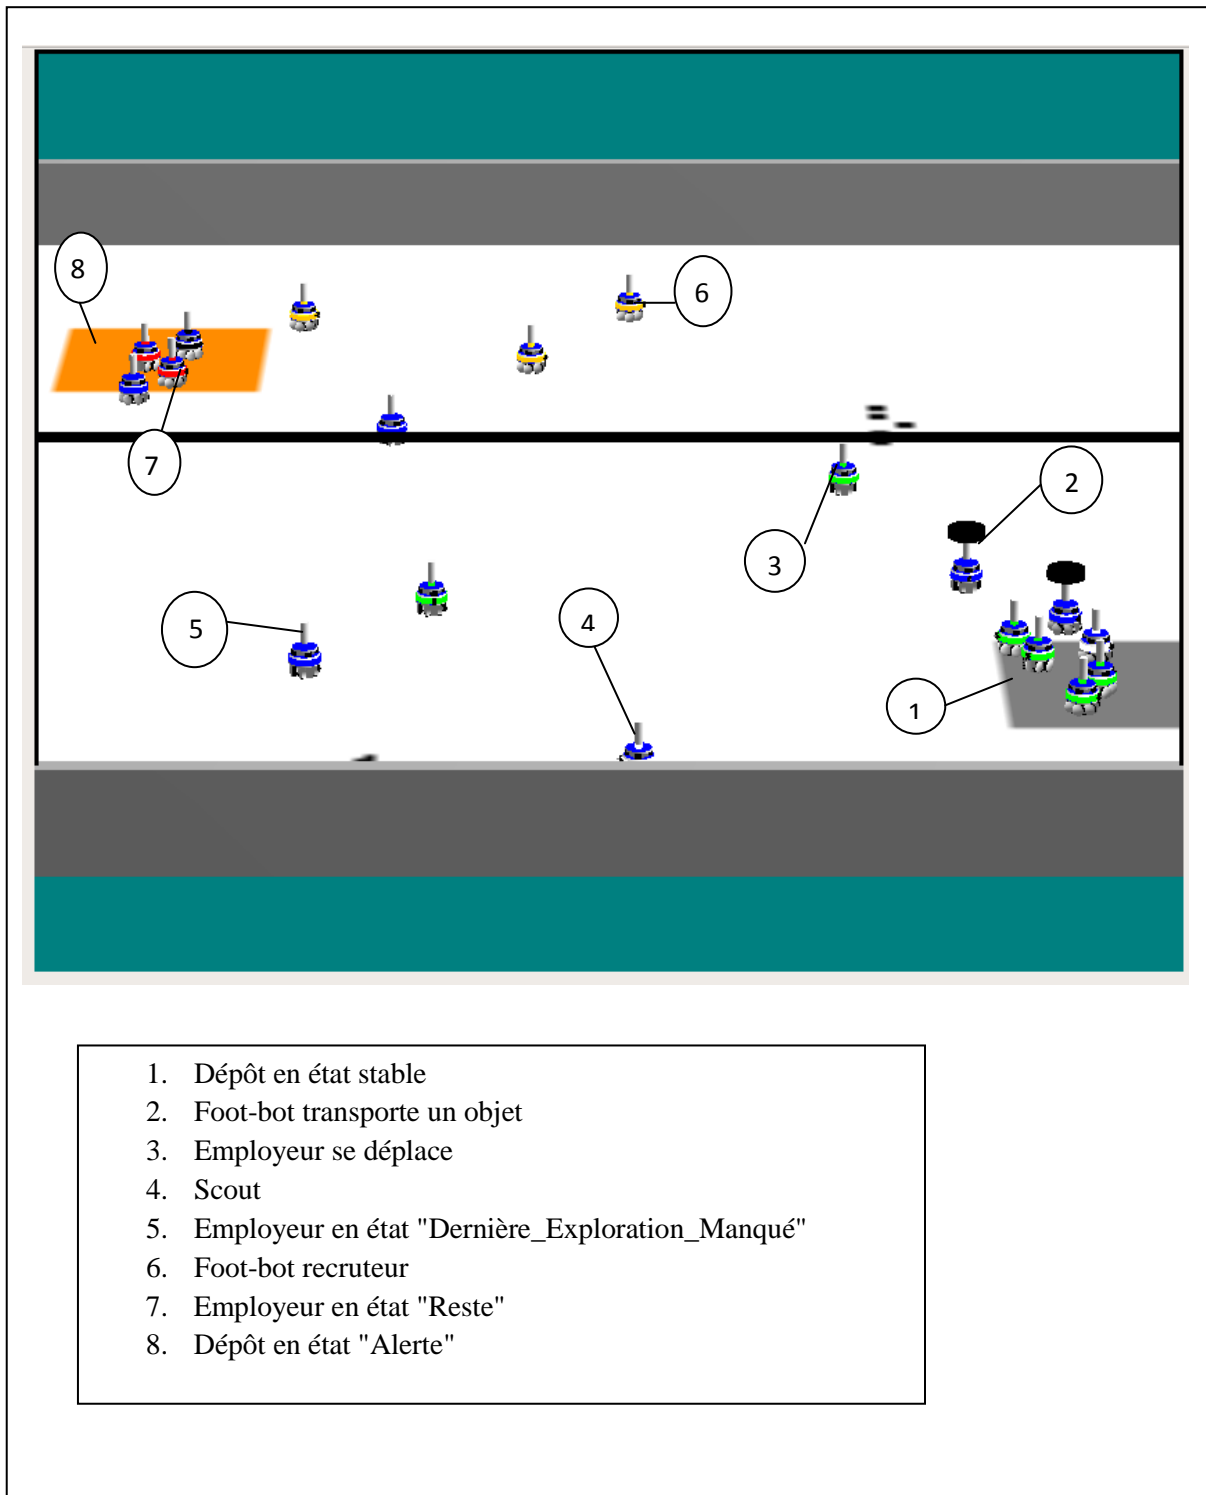 8
6
7
2
3
5
4
1
1. Dépôt en état stable
2. Foot-bot transporte un objet
3. Employeur se déplace
4. Scout
5. Employeur en état "Dernière_Exploration_Manqué"
6. Foot-bot recruteur
7. Employeur en état "Reste"
8. Dépôt en état "Alerte"